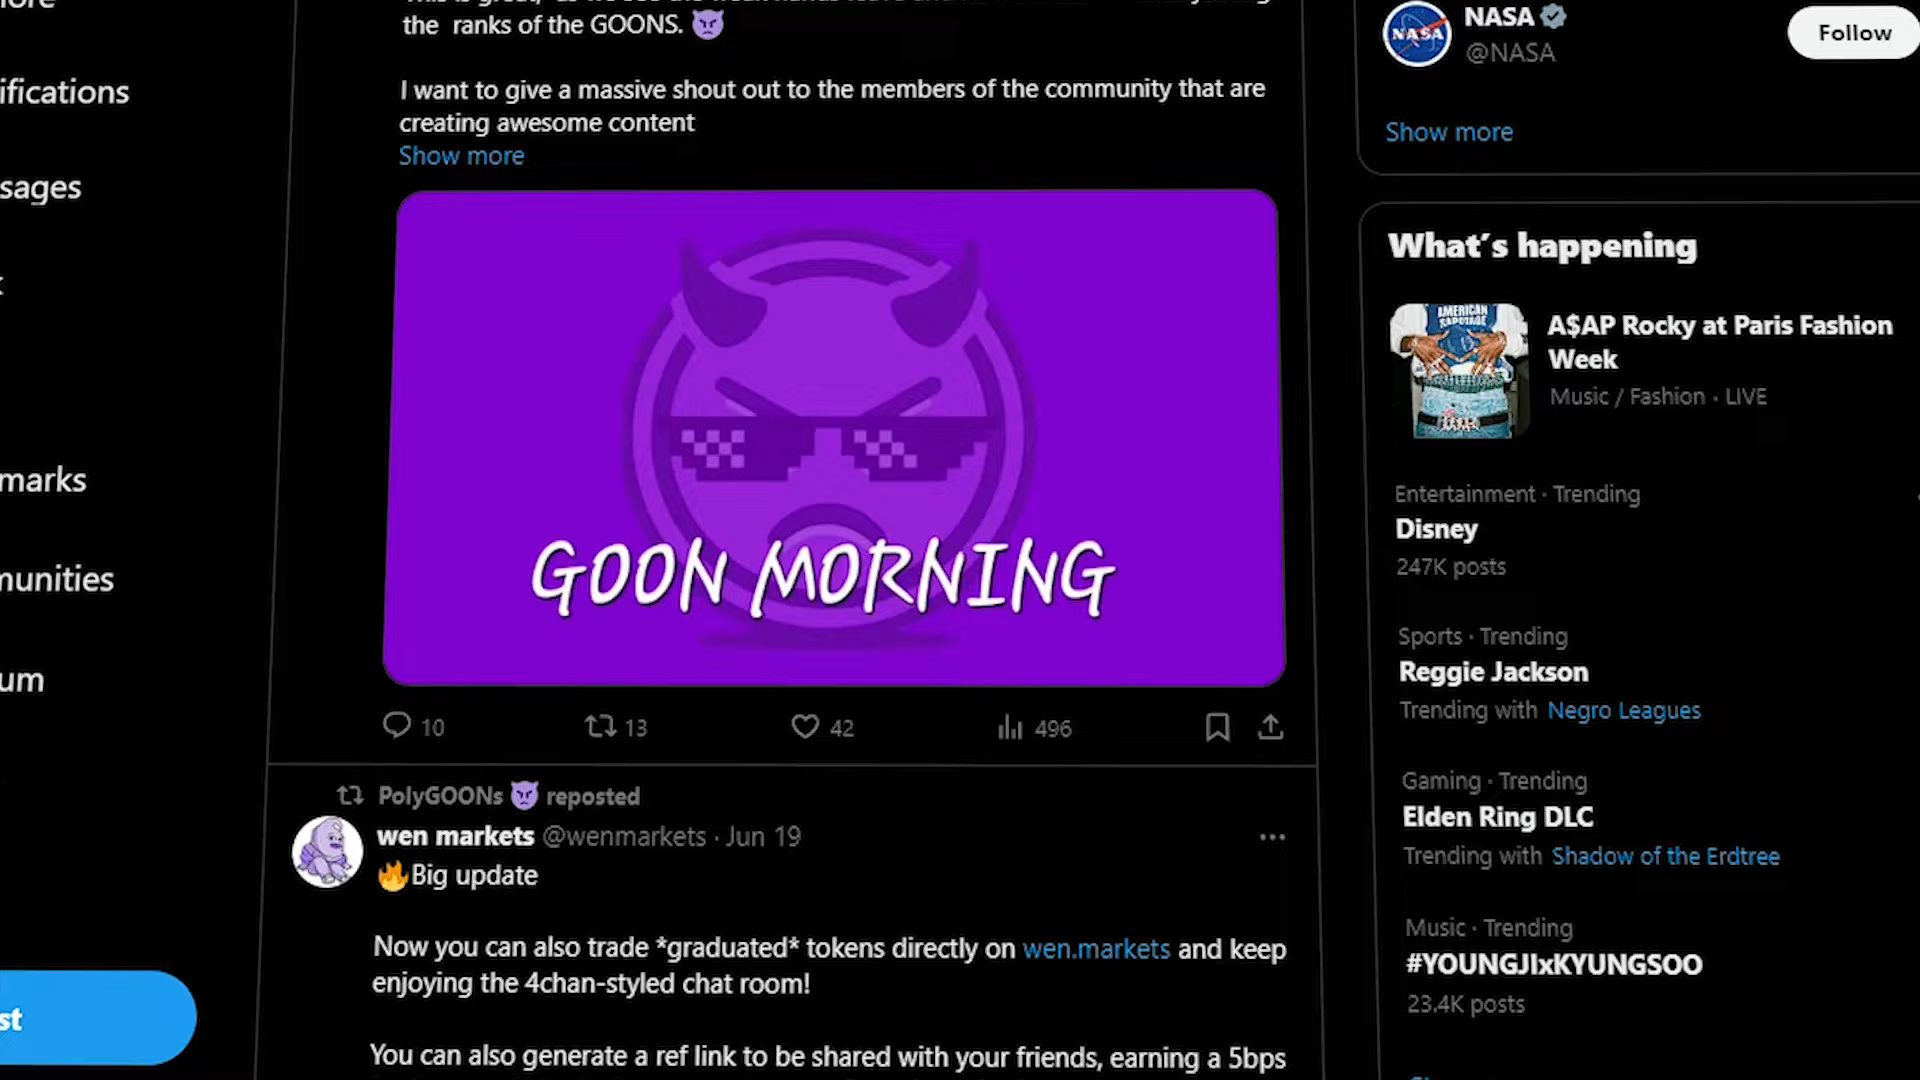 ifications
sages
marks
munities
um
st
the ranks of the GOONS. 😈
I want to give a massive shout out to the members of the community that are
creating awesome content
Show more
GOON MORNING
10 13 42 496
PolyGOONs 👿 reposted
wen markets @wenmarkets · Jun 19
🔥Big update
Now you can also trade *graduated* tokens directly on wen.markets and keep
enjoying the 4chan-styled chat room!
You can also generate a ref link to be shared with your friends, earning a 5bps
NASA
NASA
@NASA
Follow
Show more
What's happening
AMERICAN
SABOTAGE
A$AP Rocky at Paris Fashion
Week
Music / Fashion · LIVE
Entertainment · Trending
Disney
247K posts
Sports · Trending
Reggie Jackson
Trending with Negro Leagues
Gaming · Trending
Elden Ring DLC
Trending with Shadow of the Erdtree
Music · Trending
#YOUNGJIxKYUNGSOO
23.4K posts